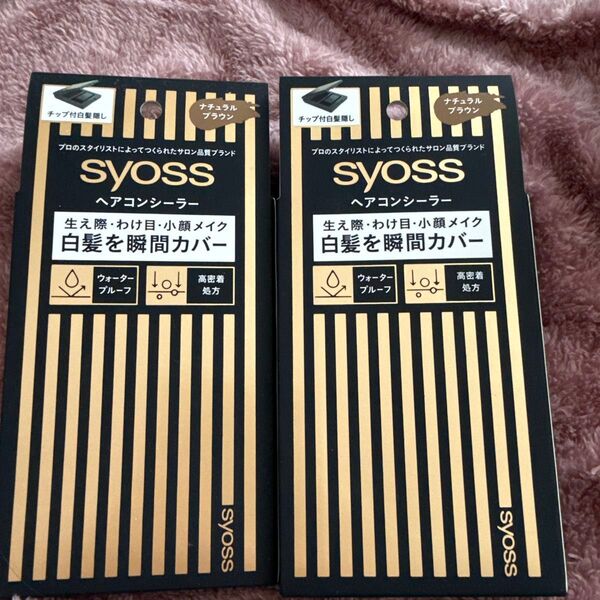 チップ付白髪隠し
ナチュラル
ブラウン
プロのスタイリストによってつくられたサロン品質ブランド
syoss
ヘアコンシーラー
生え際・わけ目・小顔メイク
白髪を瞬間カバー
ウォーター
プルーフ
高密着
処方
syoss
チップ付白髪隠し
ナチュラル
ブラウン
プロのスタイリストによってつくられたサロン品質ブランド
syoss
ヘアコンシーラー
生え際・わけ目・小顔メイク
白髪を瞬間カバー
ウォーター
プルーフ
高密着
処方
syoss